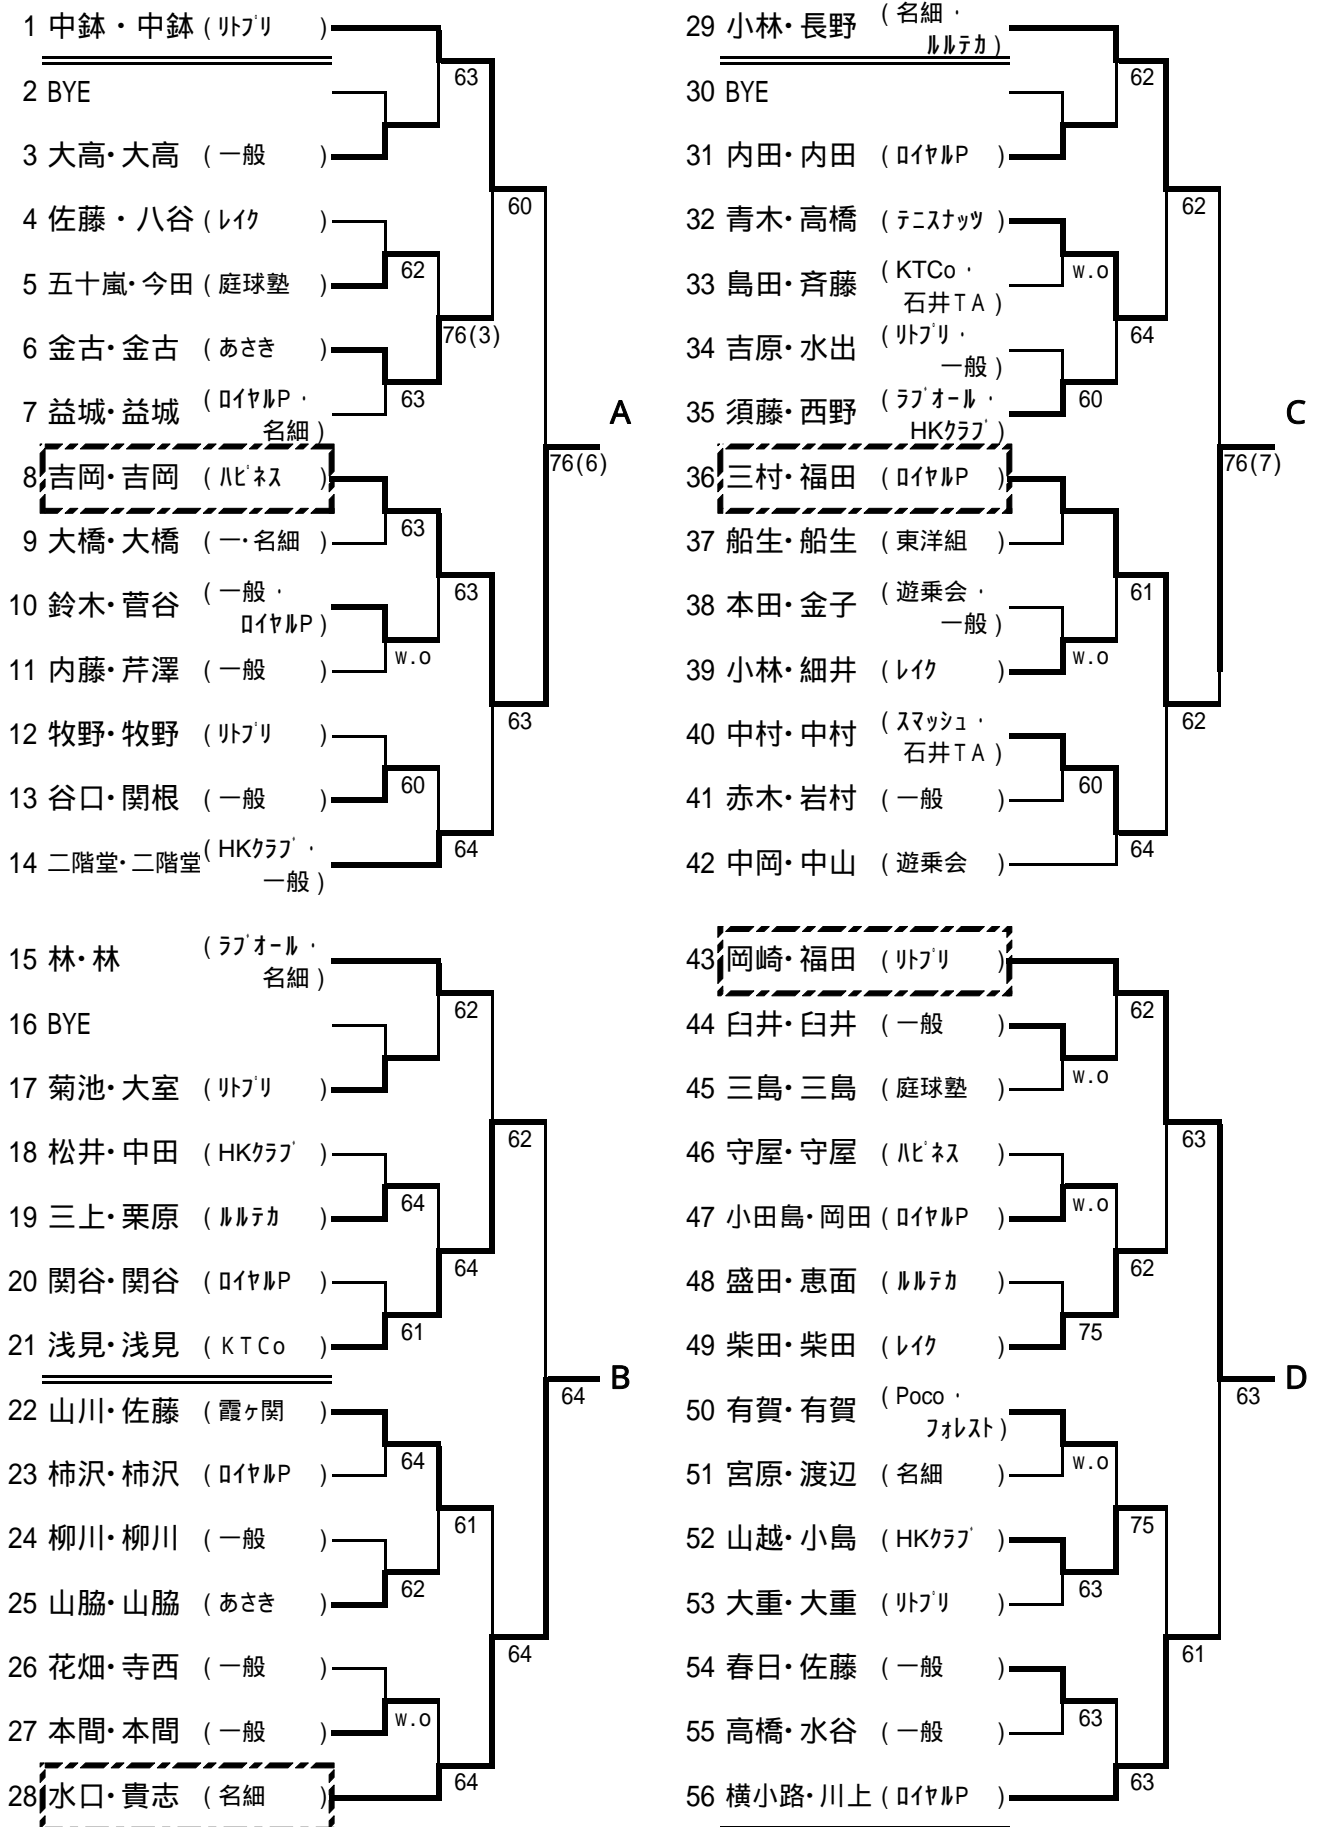 1 中鉢・中鉢 (ﾘﾄﾌﾟﾘ )
63
2 BYE
3 大高・大高 (一般 )
60
4 佐藤・八谷 (ﾚｲｸ )
62
5 五十嵐・今田 (庭球塾 )
76(3)
6 金古・金古 (あさき )
63
7 益城・益城 (ﾛｲﾔﾙP・
名細)
A
76(6)
8 吉岡・吉岡 (ﾊﾋﾟﾈｽ )
63
9 大橋・大橋 (一・名細 )
63
10 鈴木・菅谷 (一般・
ﾛｲﾔﾙP)
w.o
11 内藤・芹澤 (一般 )
63
12 牧野・牧野 (ﾘﾄﾌﾟﾘ )
60
13 谷口・関根 (一般 )
64
14 二階堂・二階堂 (HKｸﾗﾌﾞ・
一般)
15 林・林 (ﾗﾌﾞｵｰﾙ・
名細)
62
16 BYE
17 菊池・大室 (ﾘﾄﾌﾟﾘ )
62
18 松井・中田 (HKｸﾗﾌﾞ )
64
19 三上・栗原 (ﾙﾙﾃｶ )
64
20 関谷・関谷 (ﾛｲﾔﾙP )
61
21 浅見・浅見 (KTCo )
B
64
22 山川・佐藤 (霞ヶ関 )
64
23 柿沢・柿沢 (ﾛｲﾔﾙP )
61
24 柳川・柳川 (一般 )
62
25 山脇・山脇 (あさき )
64
26 花畑・寺西 (一般 )
w.o
27 本間・本間 (一般 )
64
28 水口・貴志 (名細 )
29 小林・長野 (名細・
ﾙﾙﾃｶ)
62
30 BYE
31 内田・内田 (ﾛｲﾔﾙP )
62
32 青木・高橋 (ﾃﾆｽﾅｯﾂ )
w.o
33 島田・斉藤 (KTCo・
石井TA)
64
34 吉原・水出 (ﾘﾄﾌﾟﾘ・
一般)
60
35 須藤・西野 (ﾗﾌﾞｵｰﾙ・
HKｸﾗﾌﾞ)
C
76(7)
36 三村・福田 (ﾛｲﾔﾙP )
37 船生・船生 (東洋組 )
61
38 本田・金子 (遊乗会・
一般)
w.o
39 小林・細井 (ﾚｲｸ )
62
40 中村・中村 (ｽﾏｯｼｭ・
石井TA)
60
41 赤木・岩村 (一般 )
64
42 中岡・中山 (遊乗会 )
43 岡崎・福田 (ﾘﾄﾌﾟﾘ )
62
44 臼井・臼井 (一般 )
w.o
45 三島・三島 (庭球塾 )
63
46 守屋・守屋 (ﾊﾋﾟﾈｽ )
w.o
47 小田島・岡田 (ﾛｲﾔﾙP )
62
48 盛田・恵面 (ﾙﾙﾃｶ )
75
49 柴田・柴田 (ﾚｲｸ )
D
63
50 有賀・有賀 (Poco・
ﾌｫﾚｽﾄ)
w.o
51 宮原・渡辺 (名細 )
75
52 山越・小島 (HKｸﾗﾌﾞ )
63
53 大重・大重 (ﾘﾄﾌﾟﾘ )
61
54 春日・佐藤 (一般 )
63
55 高橋・水谷 (一般 )
63
56 横小路・川上 (ﾛｲﾔﾙP )